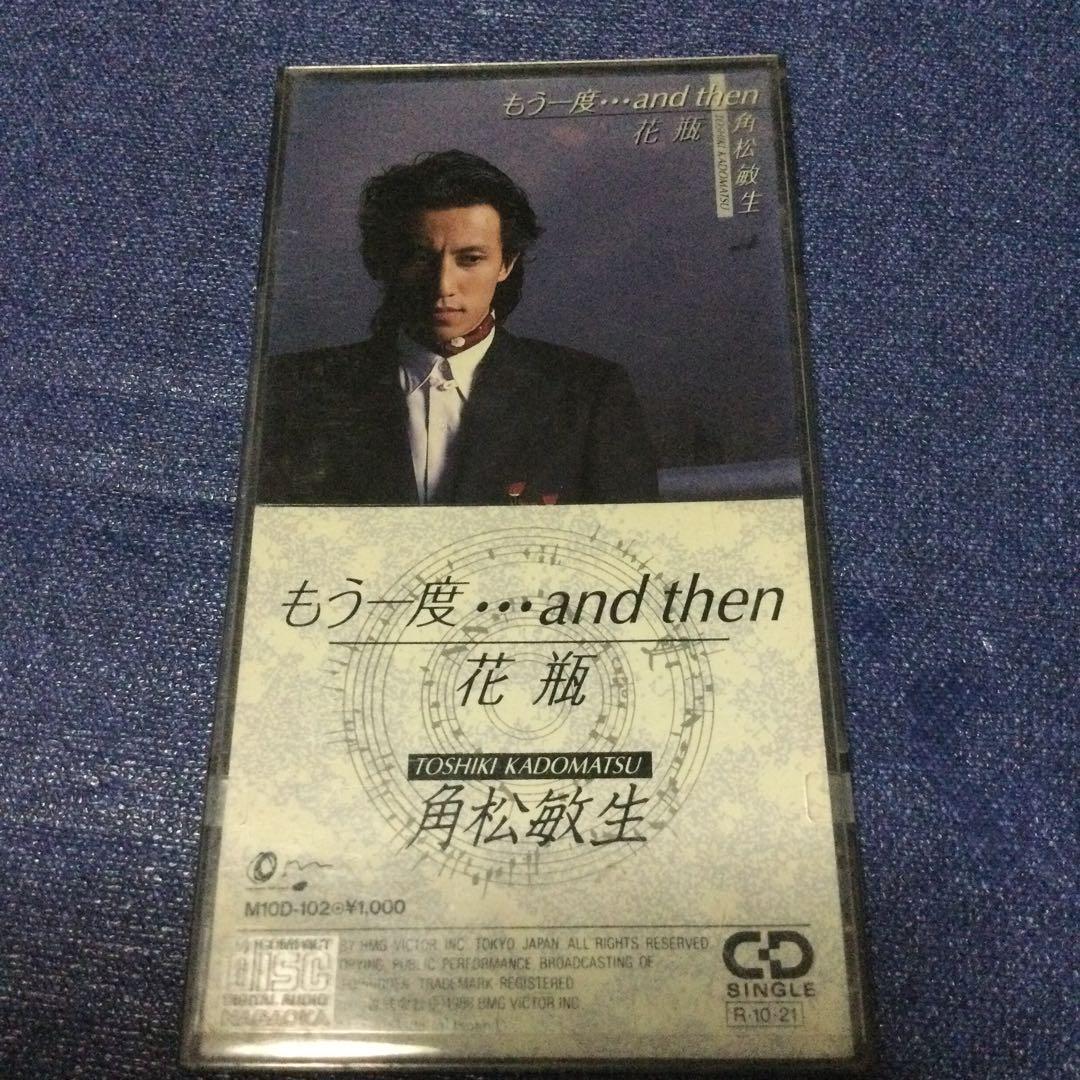 もう一度•••and then
花瓶
TOSHIKI KADOMATSU
角松敏生
もう一度•••and then
花瓶
TOSHIKI KADOMATSU
角松敏生
M10D-102 ¥1,000
COMPACT
disc
DIGITAL AUDIO
NAGAOKA
BMG VICTOR INC. TOKYO JAPAN. ALL RIGHTS RESERVED.
PUBLIC PERFORMANCE BROADCASTING OF
TRADEMARK REGISTERED
1988 BMG VICTOR INC
CD
SINGLE
R·10·21